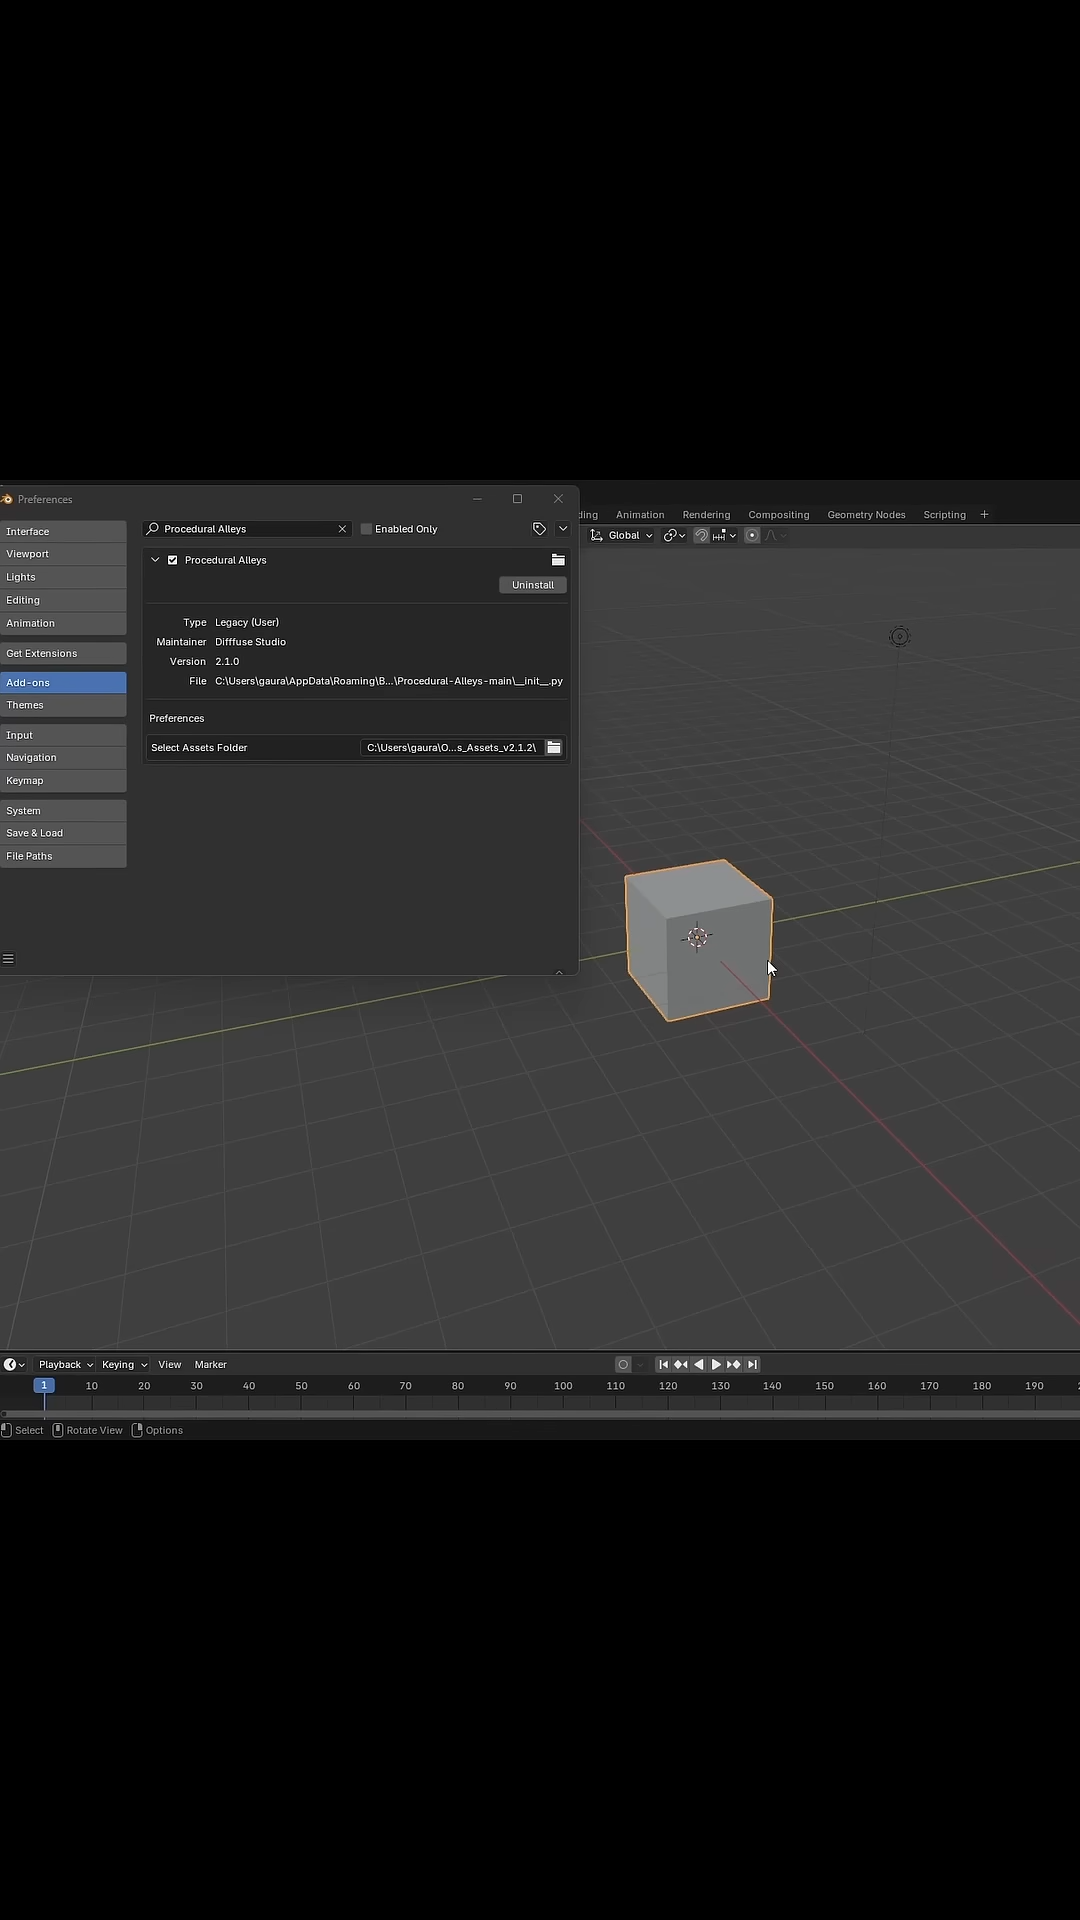 Preferences
Interface
Viewport
Lights
Editing
Animation
Get Extensions
Add-ons
Themes
Input
Navigation
Keymap
System
Save & Load
File Paths
Procedural Alleys
Enabled Only
Procedural Alleys
Uninstall
Type Legacy (User)
Maintainer Difffuse Studio
Version 2.1.0
File C:\Users\gaura\AppData\Roaming\B...\Procedural-Alleys-main\__init__.py
Preferences
Select Assets Folder C:\Users\gaura\O...s_Assets_v2.1.2\
ding Animation Rendering Compositing Geometry Nodes Scripting +
Global
Playback Keying View Marker
1 10 20 30 40 50 60 70 80 90 100 110 120 130 140 150 160 170 180 190
Select Rotate View Options